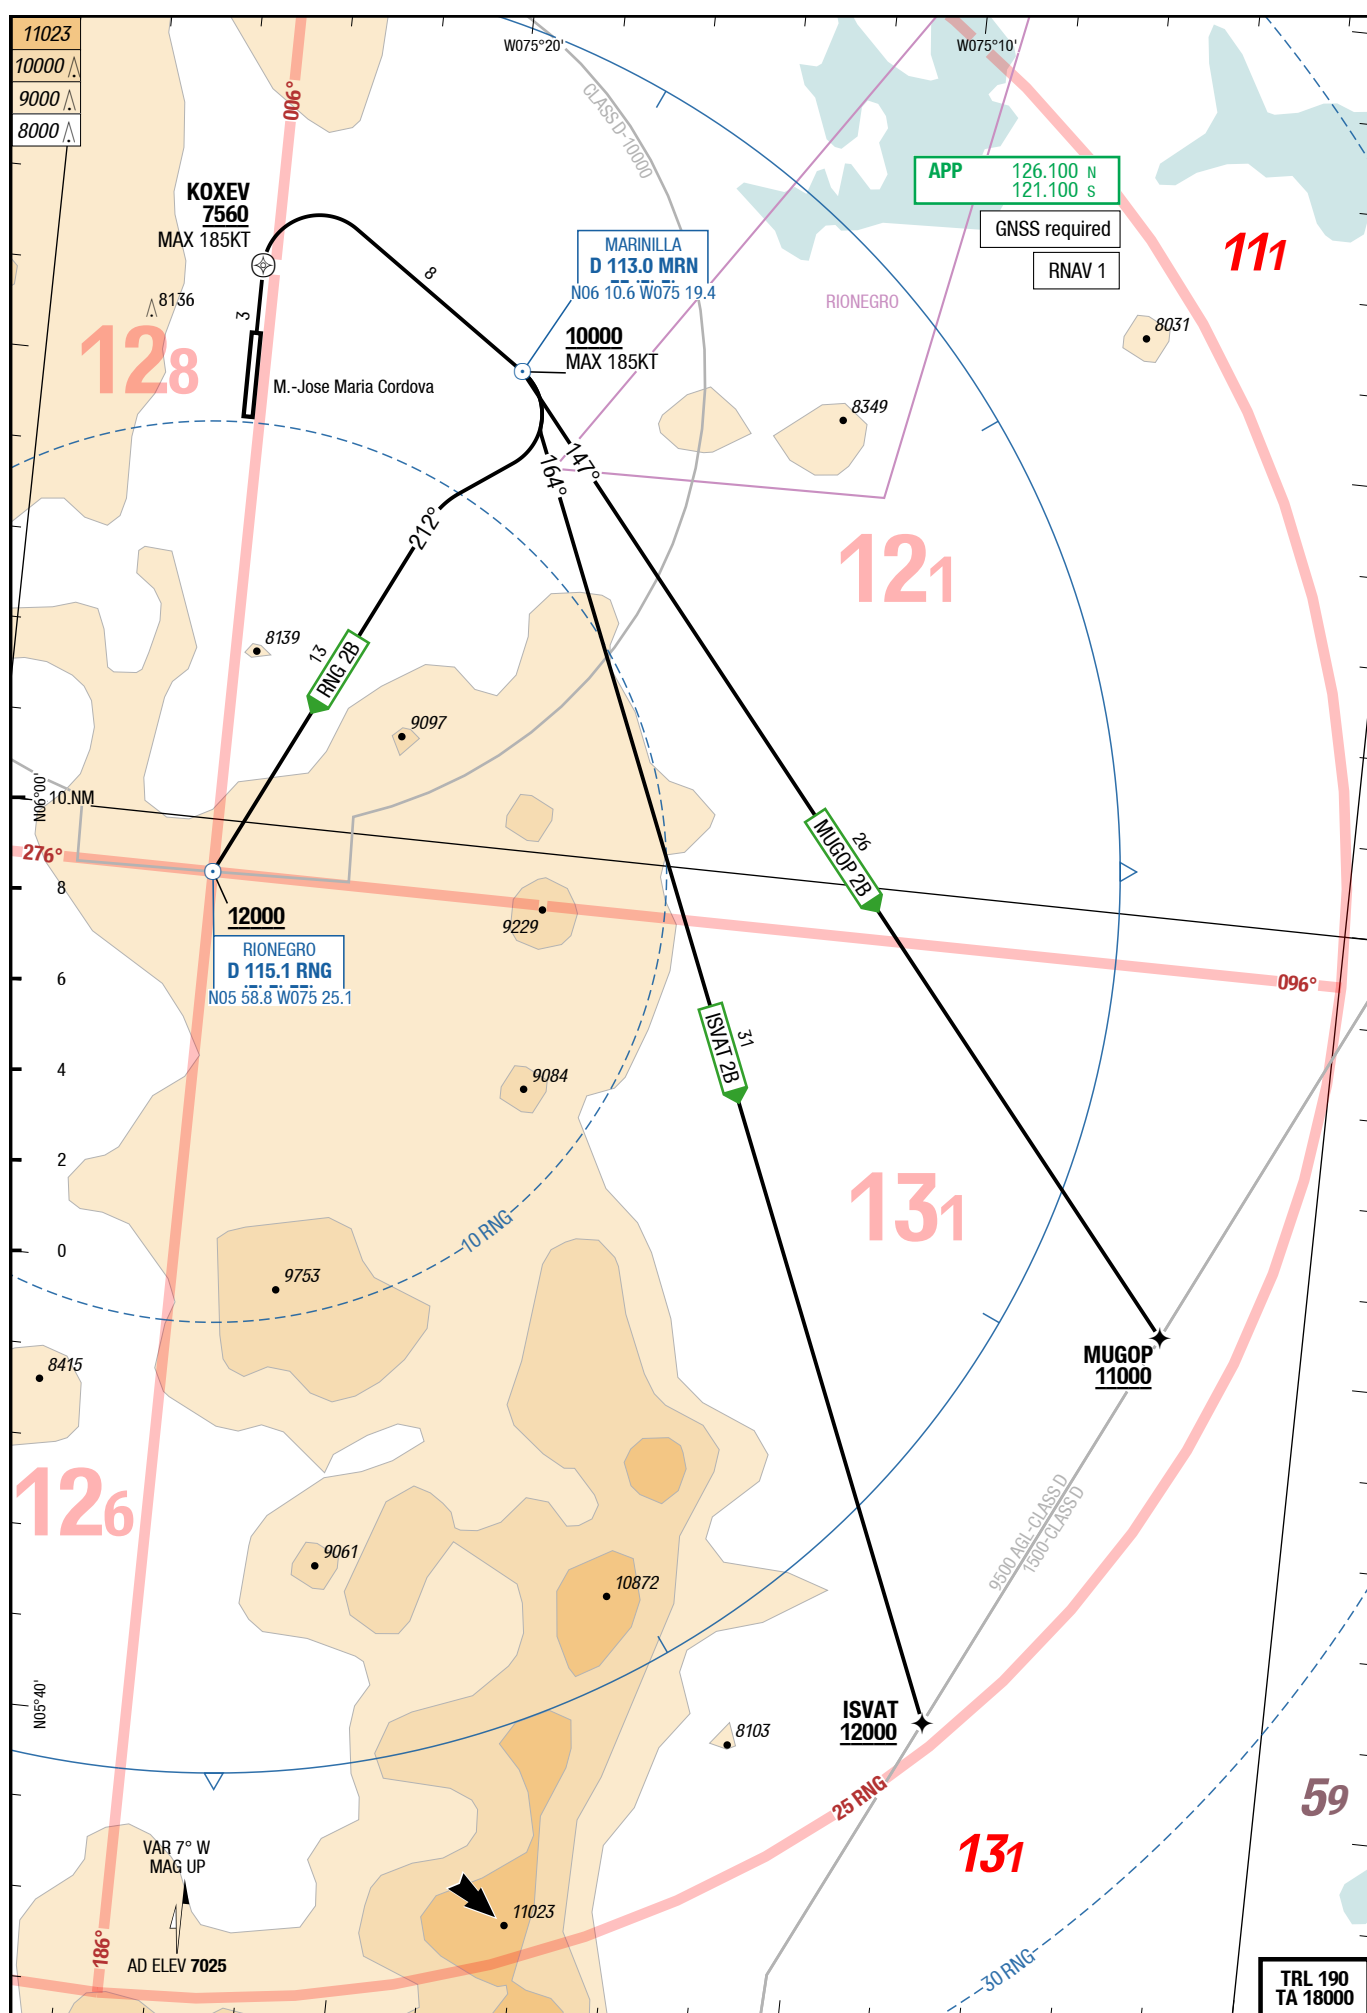 11023
10000
9000
8000
W075°20'
W075°10'
006°
CLASS D-10000
APP 126.100 N
121.100 S
GNSS required
RNAV 1
111
KOXEV
7560
MAX 185KT
8
MARINILLA
D 113.0 MRN
N06 10.6 W075 19.4
RIONEGRO
8136
3
128
10000
MAX 185KT
8031
M.-Jose Maria Cordova
8349
147°
164°
212°
121
8139
13
RNG 2B
9097
N06°00'
10 NM
26
MUGOP 2B
276°
8
12000
9229
RIONEGRO
D 115.1 RNG
N05 58.8 W075 25.1
6
096°
31
ISVAT 2B
4
9084
2
131
10 RNG
0
9753
8415
MUGOP
11000
126
9500 AGL-CLASS D
1500-CLASS D
9061
10872
N05°40'
ISVAT
12000
8103
25 RNG
59
131
VAR 7° W
MAG UP
11023
186°
AD ELEV 7025
30 RNG
TRL 190
TA 18000